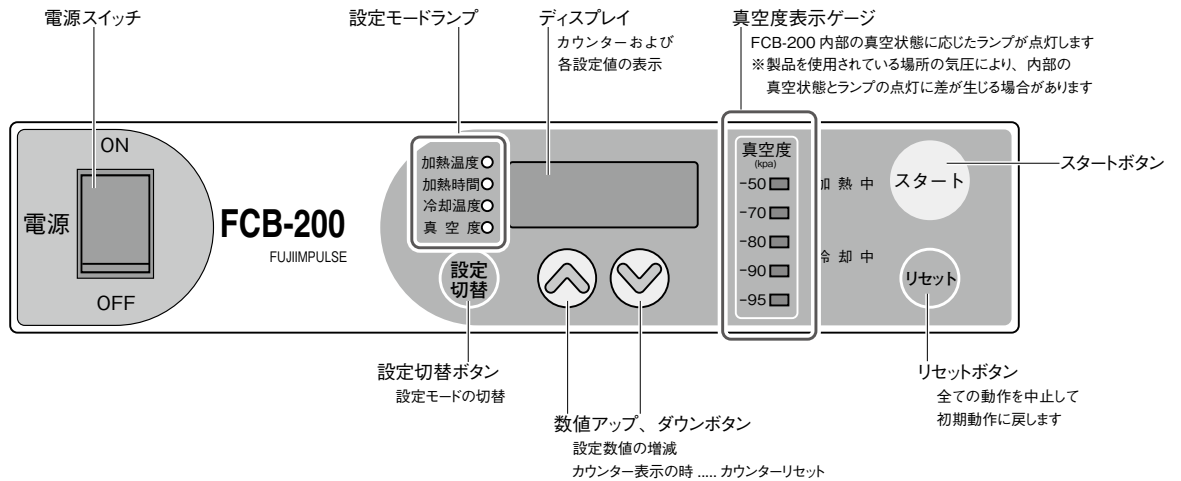 電源スイッチ
設定モードランプ
ディスプレイ
カウンターおよび
各設定値の表示
真空度表示ゲージ
FCB-200 内部の真空状態に応じたランプが点灯します
※製品を使用されている場所の気圧により、内部の
真空状態とランプの点灯に差が生じる場合があります
ON
電源
OFF
FCB-200
FUJIIMPULSE
加熱温度
加熱時間
冷却温度
真空度
設定
切替
真空度
(kpa)
-50
-70
-80
-90
-95
熱中
却中
スタート
リセット
スタートボタン
設定切替ボタン
設定モードの切替
数値アップ、ダウンボタン
設定数値の増減
カウンター表示の時 ..... カウンターリセット
リセットボタン
全ての動作を中止して
初期動作に戻します